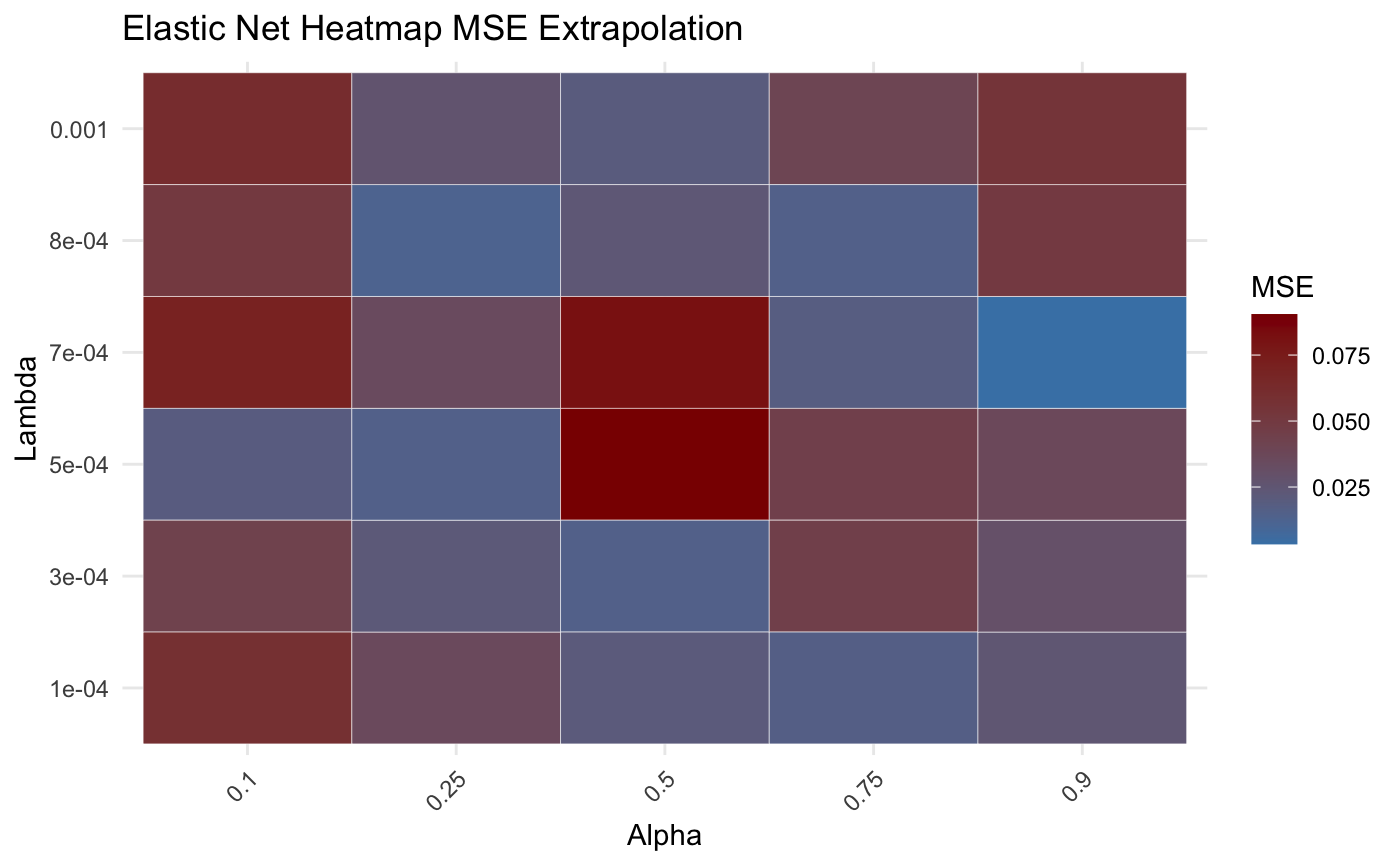 Elastic Net Heatmap MSE Extrapolation
Lambda
0.001
8e-04
7e-04
5e-04
3e-04
1e-04
0.1
0.25
0.5
0.75
0.9
Alpha
MSE
0.075
0.050
0.025